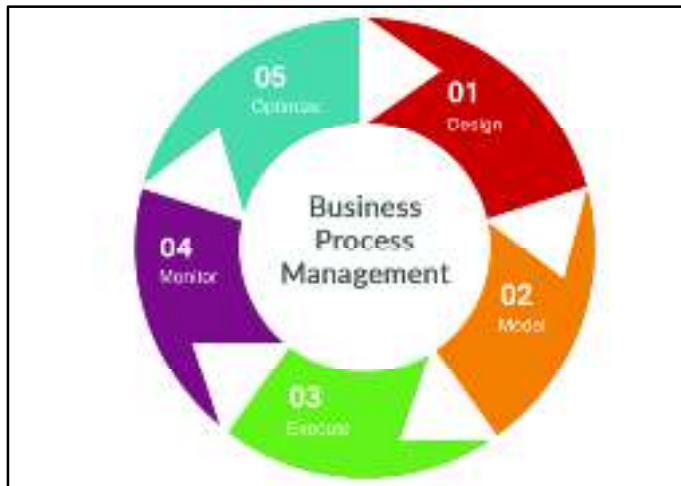 Business
Process
Management
01
Design
02
Model
03
Execute
04
Monitor
05
Optimize